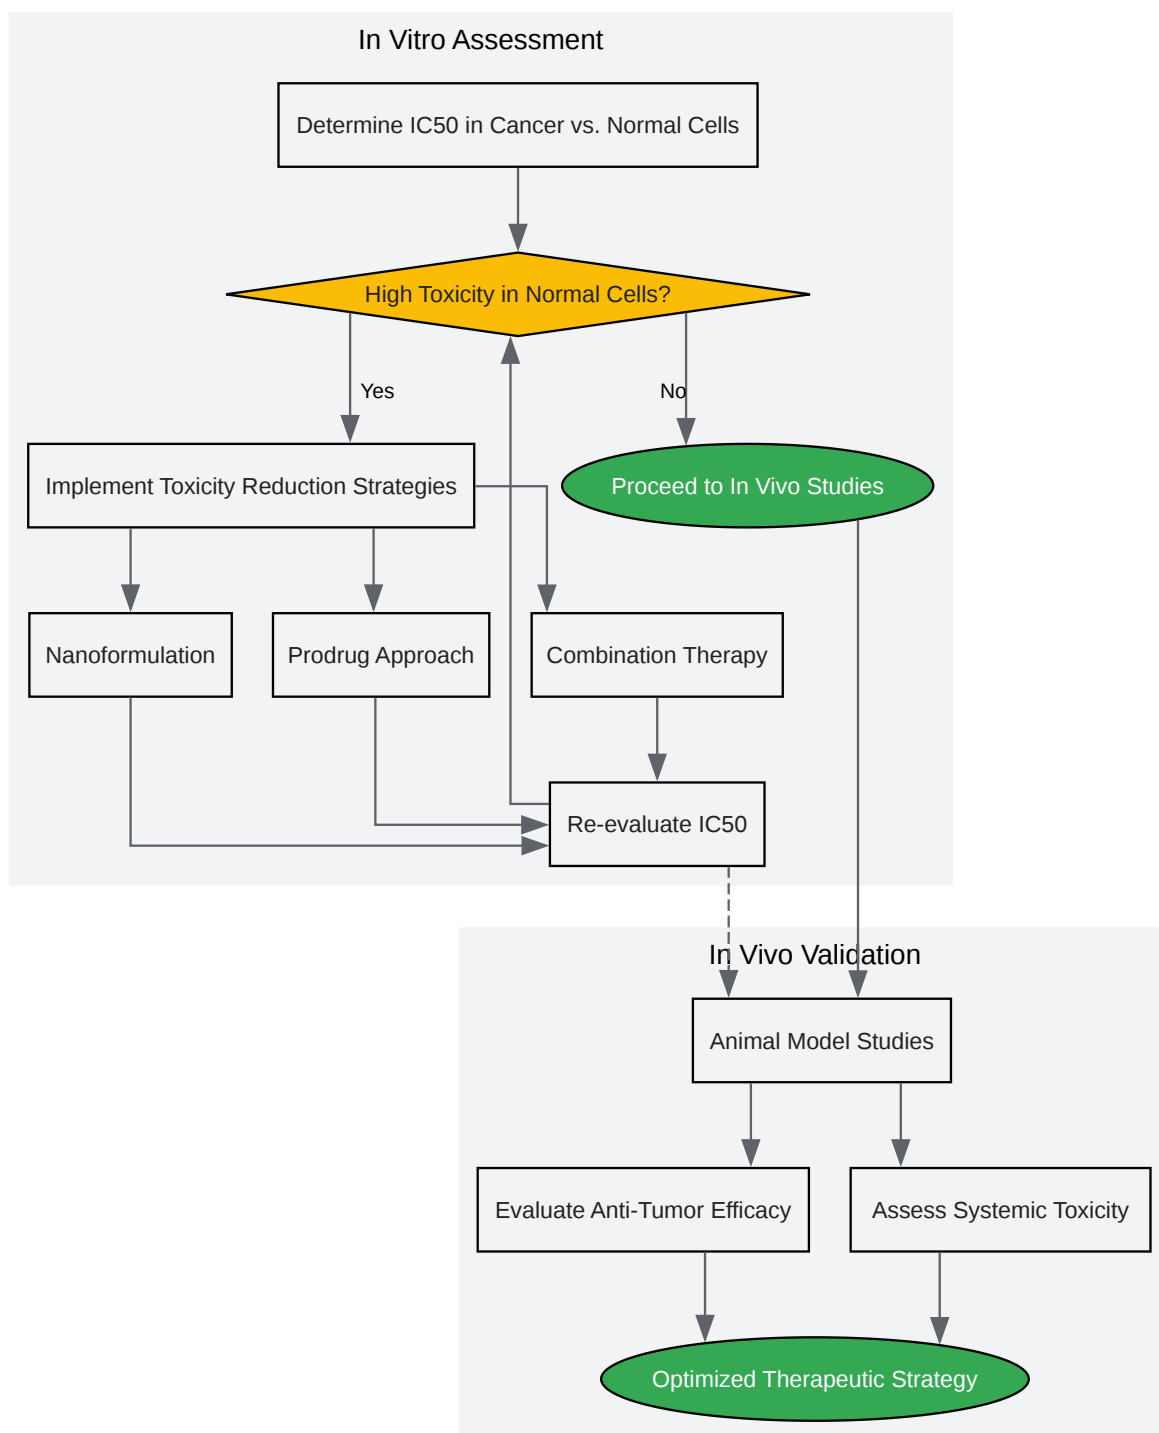 In Vitro Assessment
Determine IC50 in Cancer vs. Normal Cells
High Toxicity in Normal Cells?
Yes
No
Implement Toxicity Reduction Strategies
Proceed to In Vivo Studies
Nanoformulation
Prodrug Approach
Combination Therapy
Re-evaluate IC50
In Vivo Validation
Animal Model Studies
Evaluate Anti-Tumor Efficacy
Assess Systemic Toxicity
Optimized Therapeutic Strategy